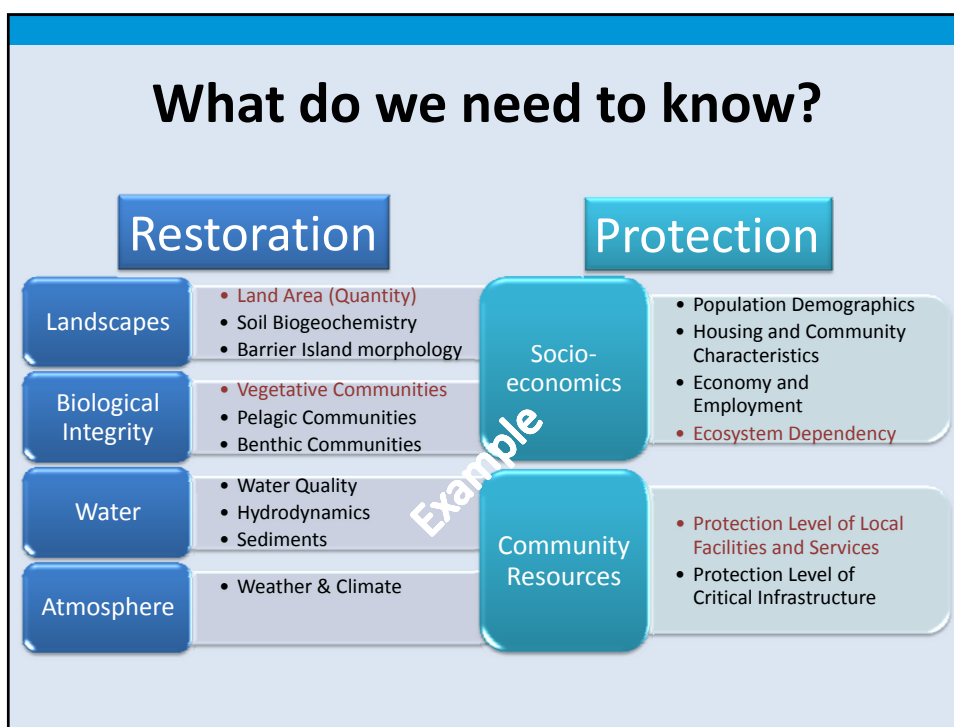 What do we need to know?
Restoration
Landscapes
• Land Area (Quantity)
• Soil Biogeochemistry
• Barrier Island morphology
Biological
Integrity
• Vegetative Communities
• Pelagic Communities
• Benthic Communities
Water
• Water Quality
• Hydrodynamics
• Sediments
Atmosphere
• Weather & Climate
Example
Protection
Socio-
economics
• Population Demographics
• Housing and Community
Characteristics
• Economy and
Employment
• Ecosystem Dependency
Community
Resources
• Protection Level of Local
Facilities and Services
• Protection Level of
Critical Infrastructure